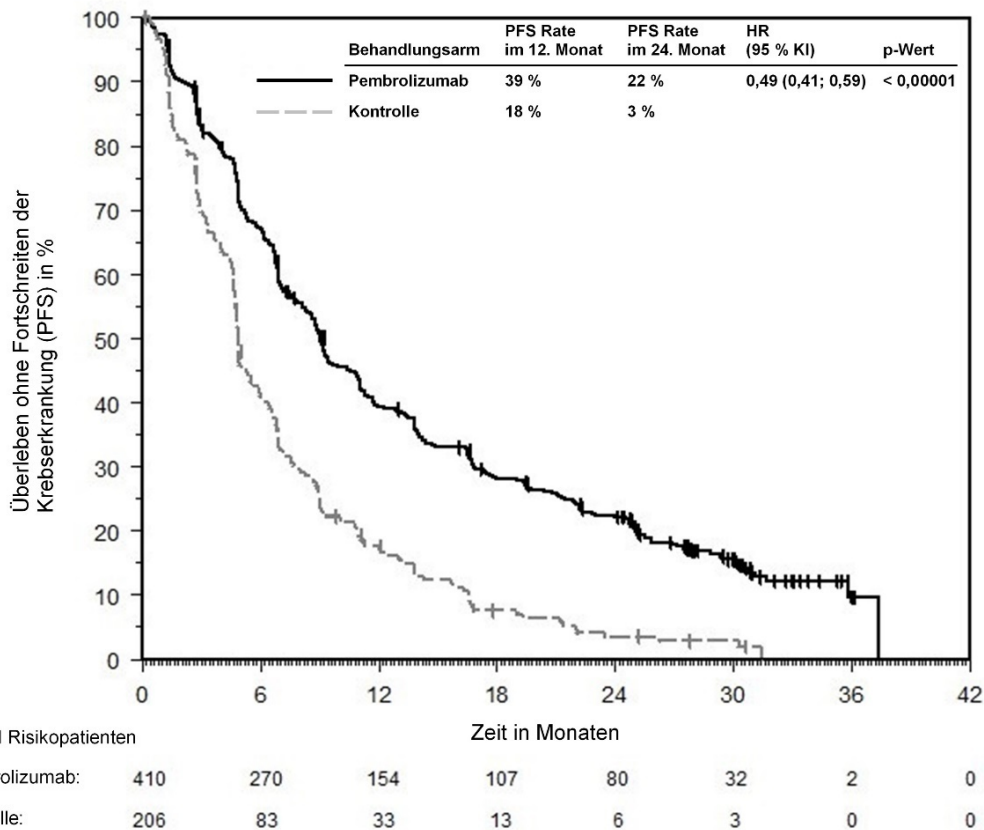 Behandlungsarm PFS Rate im 12. Monat PFS Rate im 24. Monat HR (95 % KI) p-Wert
Pembrolizumab 39 % 22 % 0,49 (0,41; 0,59) < 0,00001
Kontrolle 18 % 3 %
Überleben ohne Fortschreiten der
Krebserkrankung (PFS) in %
100
90
80
70
60
50
40
30
20
10
0
0 6 12 18 24 30 36 42
Zeit in Monaten
Risikopatienten
rolizumab: 410 270 154 107 80 32 2 0
lle: 206 83 33 13 6 3 0 0